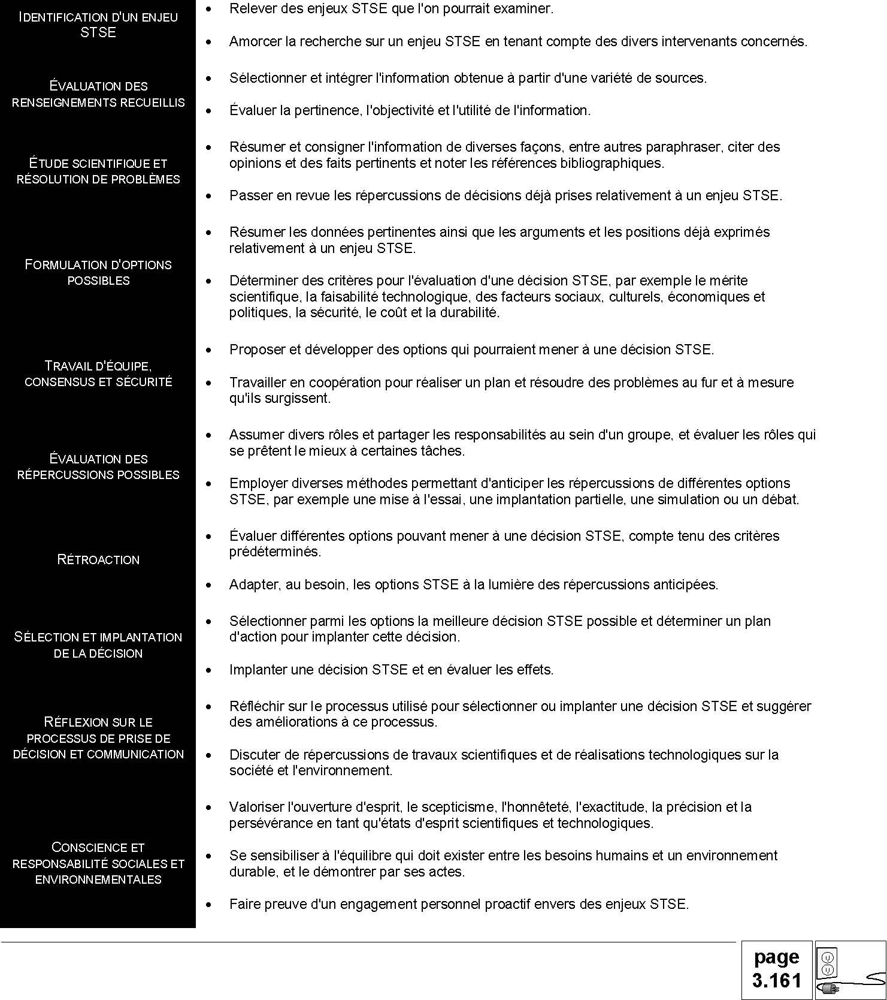 IDENTIFICATION D'UN ENJEU
STSE
• Relever des enjeux STSE que l'on pourrait examiner.
• Amorcer la recherche sur un enjeu STSE en tenant compte des divers intervenants concernés.
ÉVALUATION DES
RENSEIGNEMENTS RECUEILLIS
• Sélectionner et intégrer l'information obtenue à partir d'une variété de sources.
• Évaluer la pertinence, l'objectivité et l'utilité de l'information.
ÉTUDE SCIENTIFIQUE ET
RÉSOLUTION DE PROBLÈMES
• Résumer et consigner l'information de diverses façons, entre autres paraphraser, citer des
opinions et des faits pertinents et noter les références bibliographiques.
• Passer en revue les répercussions de décisions déjà prises relativement à un enjeu STSE.
FORMULATION D'OPTIONS
POSSIBLES
• Résumer les données pertinentes ainsi que les arguments et les positions déjà exprimés
relativement à un enjeu STSE.
• Déterminer des critères pour l'évaluation d'une décision STSE, par exemple le mérite
scientifique, la faisabilité technologique, des facteurs sociaux, culturels, économiques et
politiques, la sécurité, le coût et la durabilité.
TRAVAIL D'ÉQUIPE,
CONSENSUS ET SÉCURITÉ
• Proposer et développer des options qui pourraient mener à une décision STSE.
• Travailler en coopération pour réaliser un plan et résoudre des problèmes au fur et à mesure
qu'ils surgissent.
ÉVALUATION DES
RÉPERCUSSIONS POSSIBLES
• Assumer divers rôles et partager les responsabilités au sein d'un groupe, et évaluer les rôles qui
se prêtent le mieux à certaines tâches.
• Employer diverses méthodes permettant d'anticiper les répercussions de différentes options
STSE, par exemple une mise à l'essai, une implantation partielle, une simulation ou un débat.
RÉTROACTION
• Évaluer différentes options pouvant mener à une décision STSE, compte tenu des critères
prédéterminés.
• Adapter, au besoin, les options STSE à la lumière des répercussions anticipées.
SÉLECTION ET IMPLANTATION
DE LA DÉCISION
• Sélectionner parmi les options la meilleure décision STSE possible et déterminer un plan
d'action pour implanter cette décision.
• Implanter une décision STSE et en évaluer les effets.
RÉFLEXION SUR LE
PROCESSUS DE PRISE DE
DÉCISION ET COMMUNICATION
• Réfléchir sur le processus utilisé pour sélectionner ou implanter une décision STSE et suggérer
des améliorations à ce processus.
• Discuter de répercussions de travaux scientifiques et de réalisations technologiques sur la
société et l'environnement.
CONSCIENCE ET
RESPONSABILITÉ SOCIALES ET
ENVIRONNEMENTALES
• Valoriser l'ouverture d'esprit, le scepticisme, l'honnêteté, l'exactitude, la précision et la
persévérance en tant qu'états d'esprit scientifiques et technologiques.
• Se sensibiliser à l'équilibre qui doit exister entre les besoins humains et un environnement
durable, et le démontrer par ses actes.
• Faire preuve d'un engagement personnel proactif envers des enjeux STSE.
page
3.161